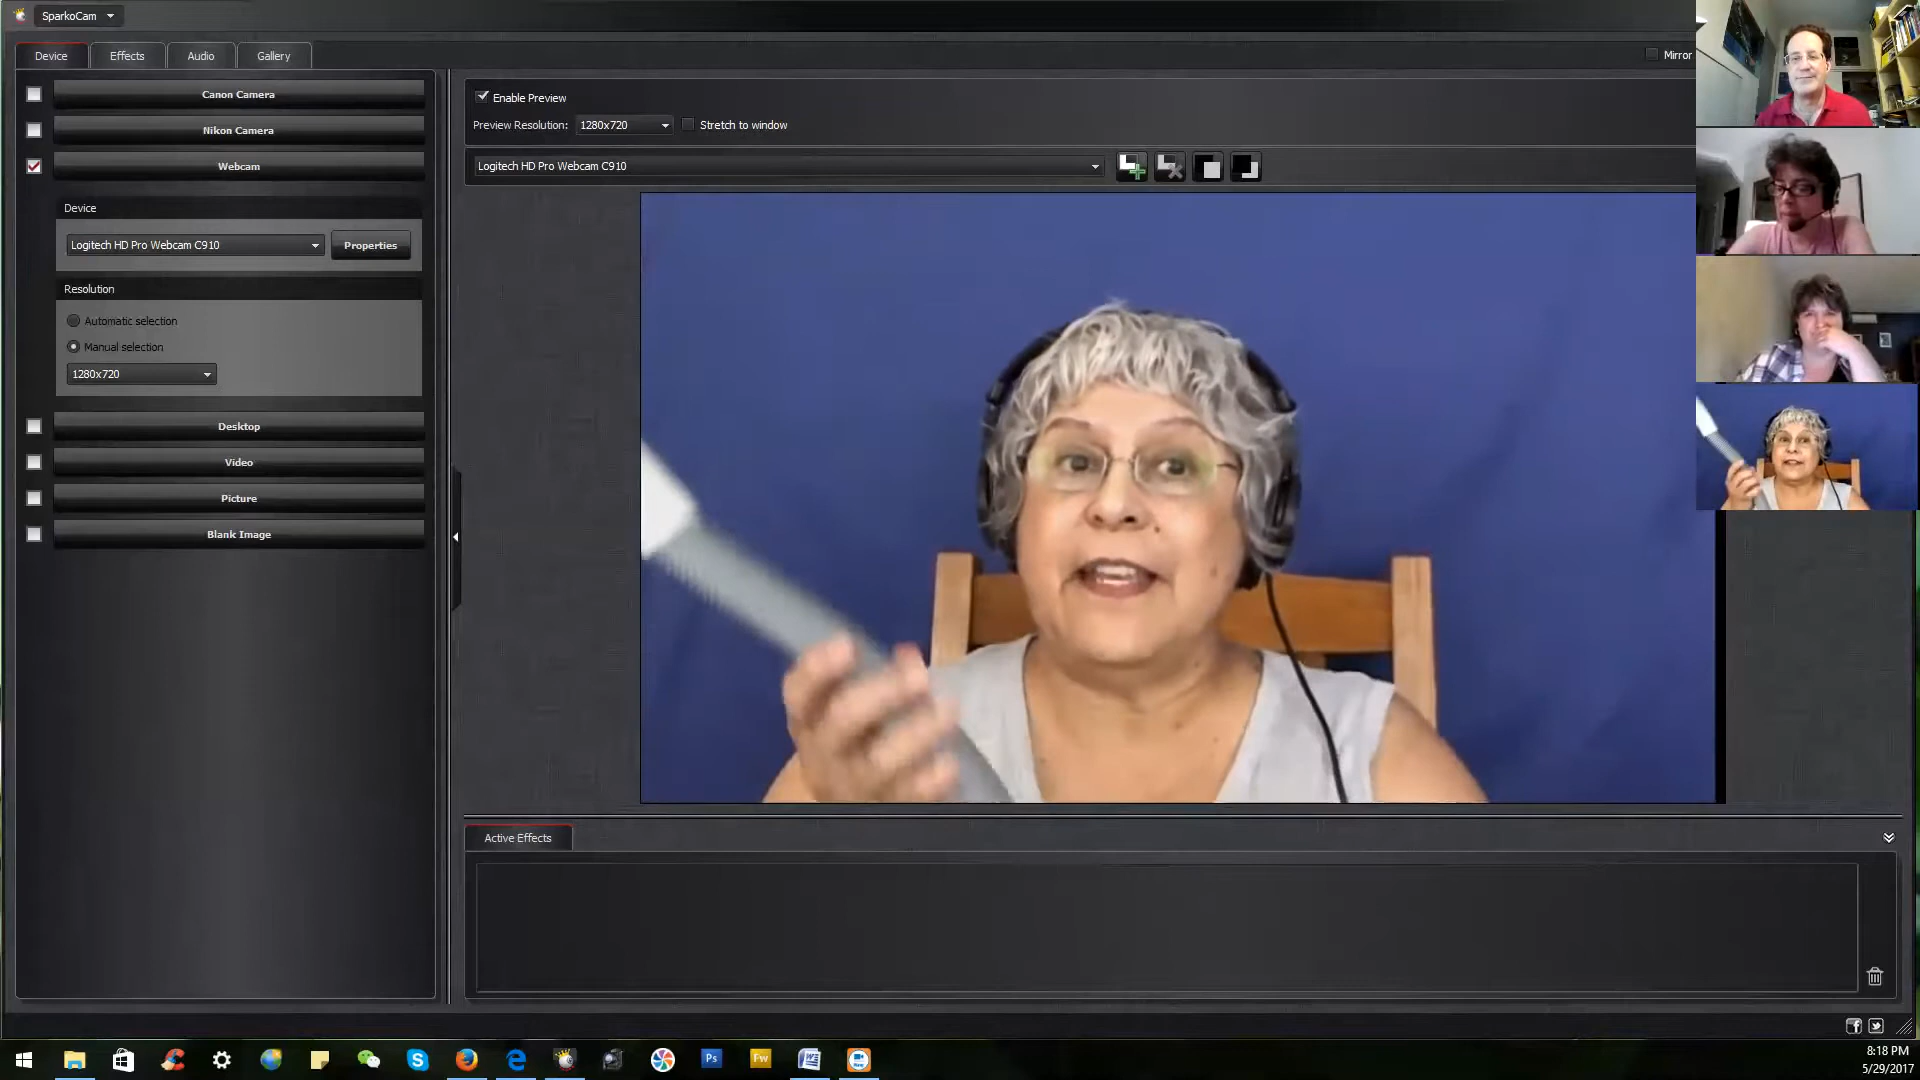 SparkoCam
Device
Effects
Audio
Gallery
Mirror
Canon Camera
Nikon Camera
Webcam
Device
Logitech HD Pro Webcam C910
Properties
Resolution
Automatic selection
Manual selection
1280x720
Desktop
Video
Picture
Blank Image
Enable Preview
Preview Resolution: 1280x720 Stretch to window
Logitech HD Pro Webcam C910
Active Effects
Ps
Fw
8:18 PM
5/29/2017